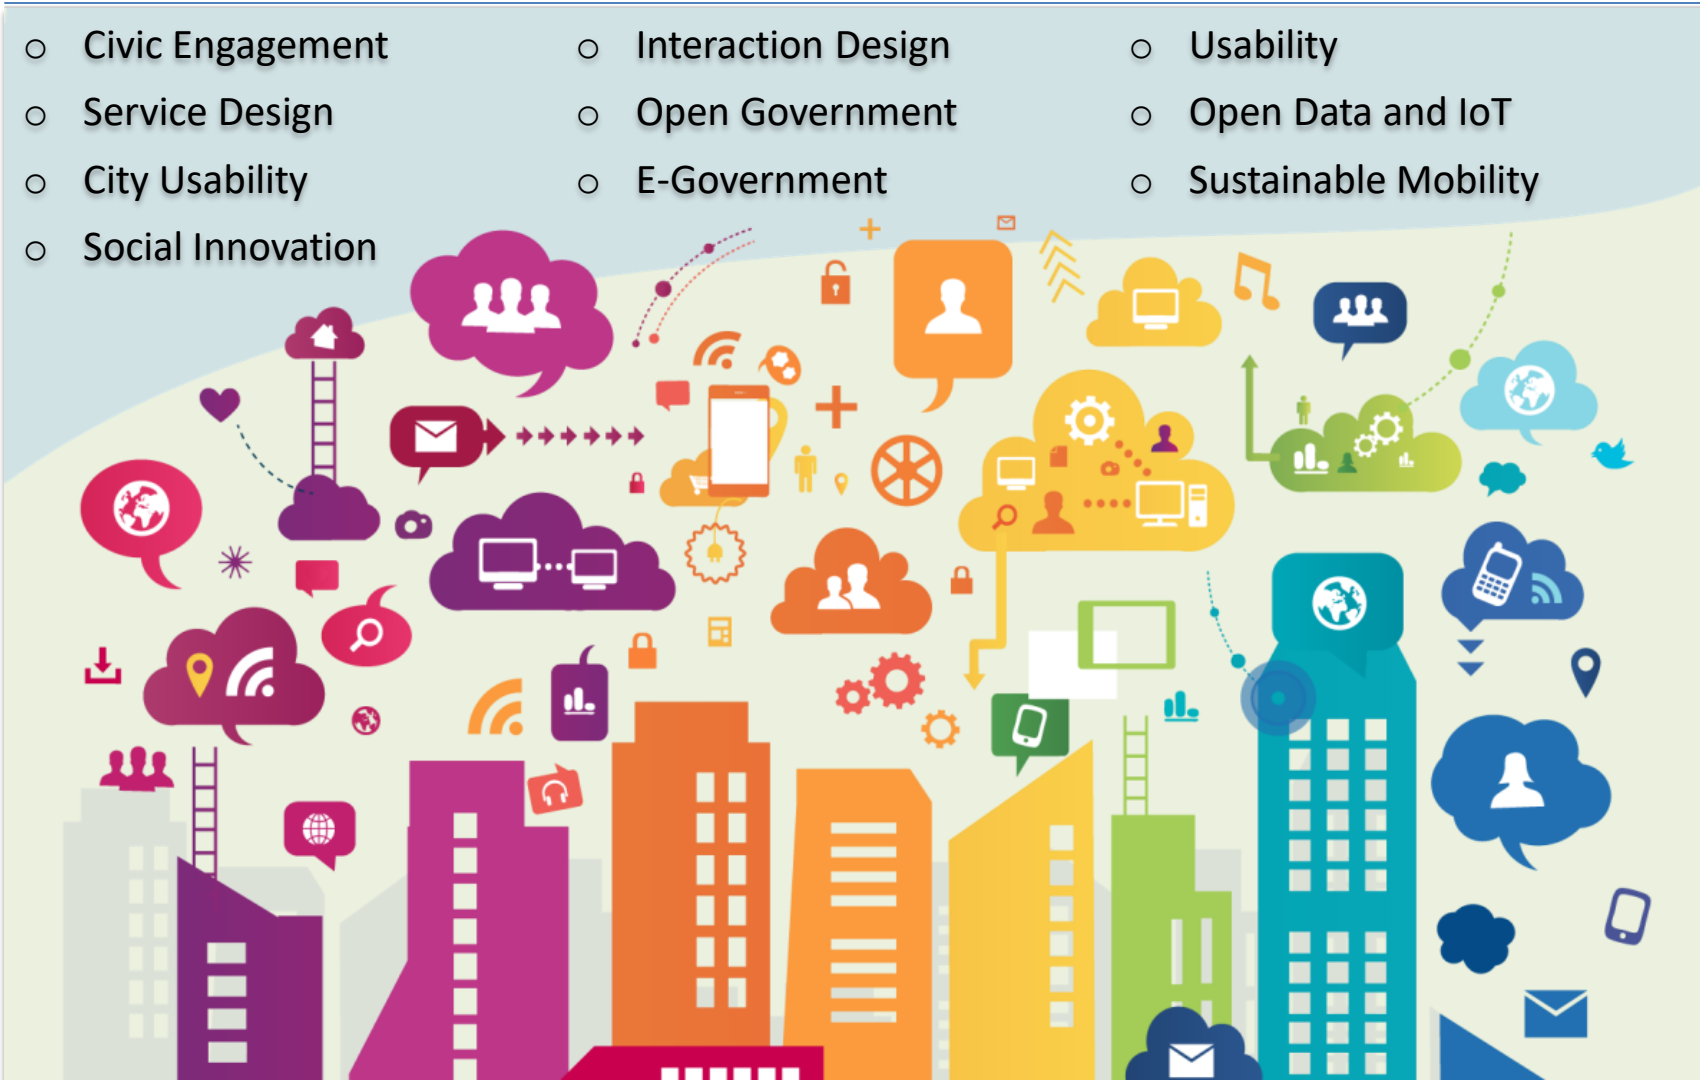 Civic Engagement
Service Design
City Usability
Social Innovation
Interaction Design
Open Government
E-Government
Usability
Open Data and IoT
Sustainable Mobility